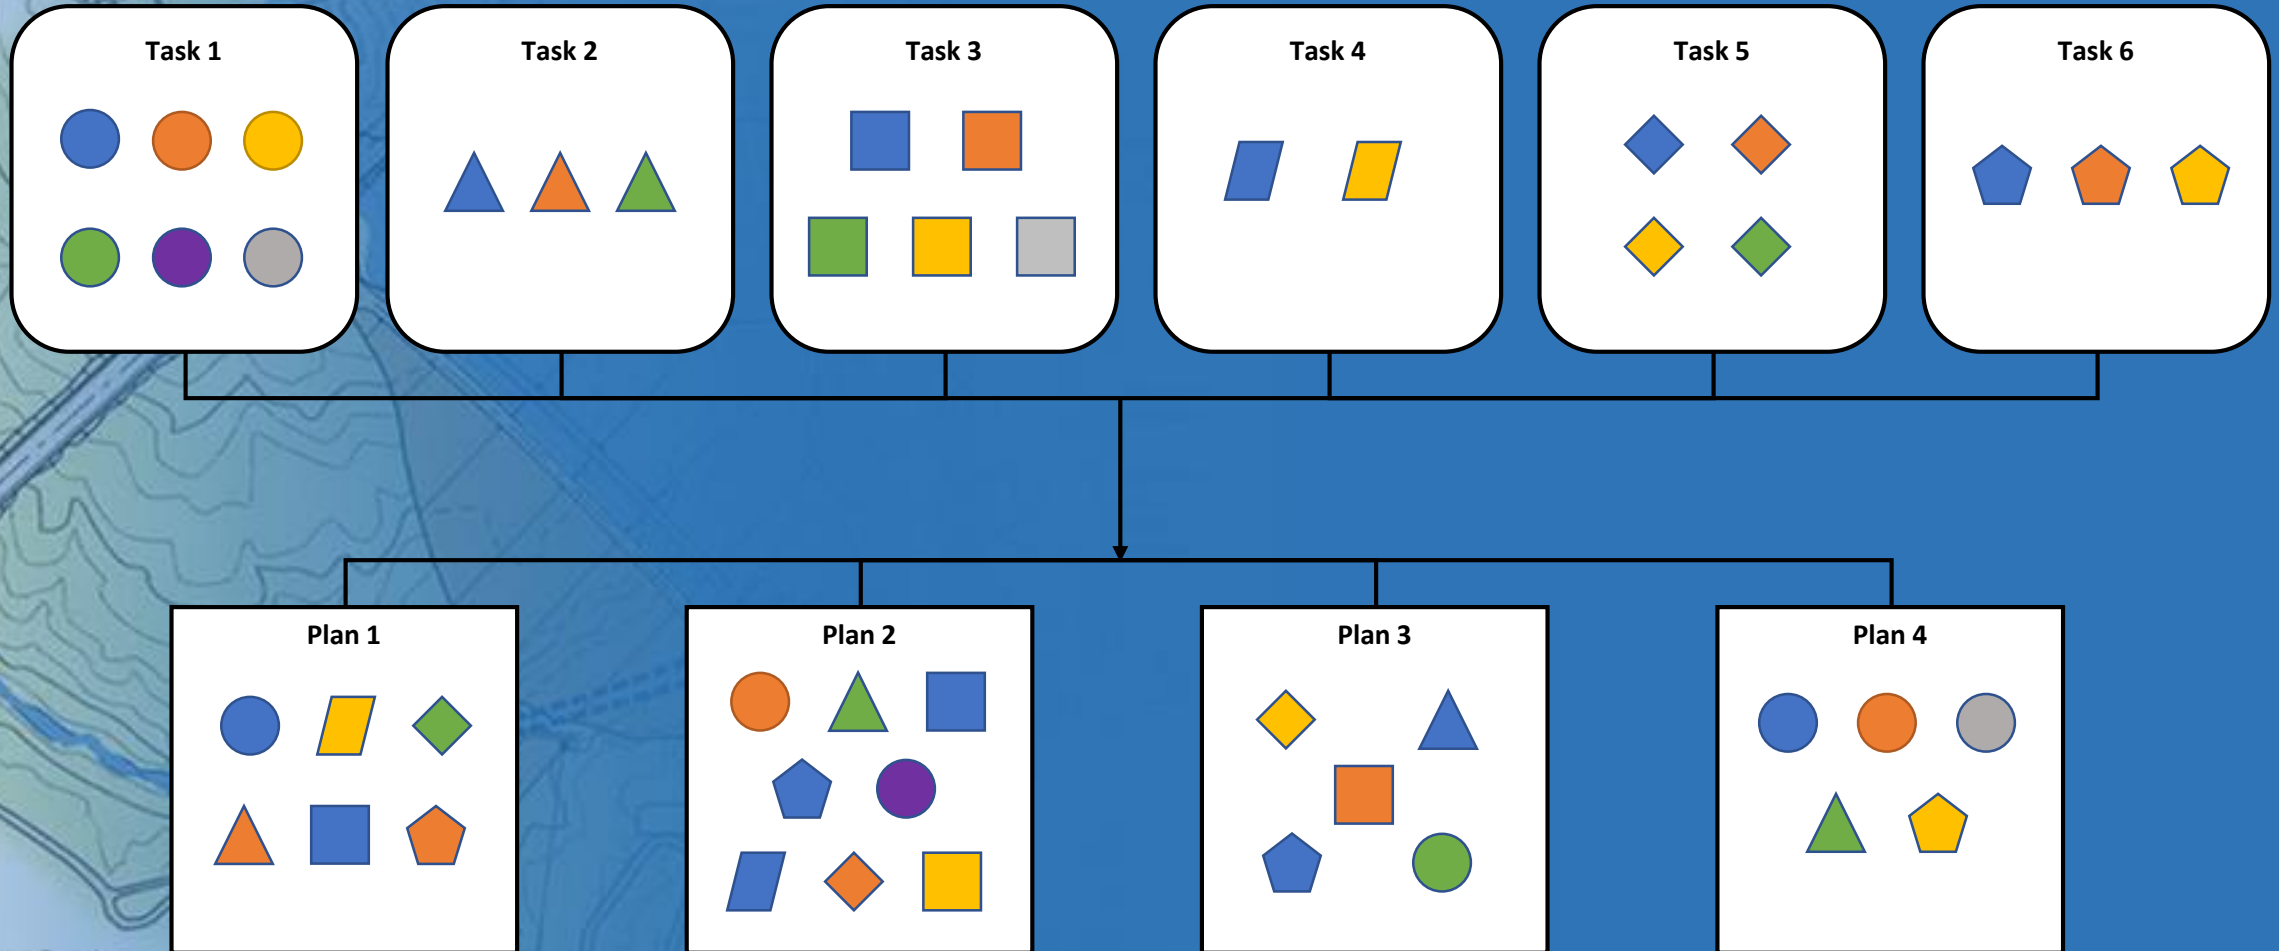 Task 1
Task 2
Task 3
Task 4
Task 5
Task 6
Plan 1
Plan 2
Plan 3
Plan 4